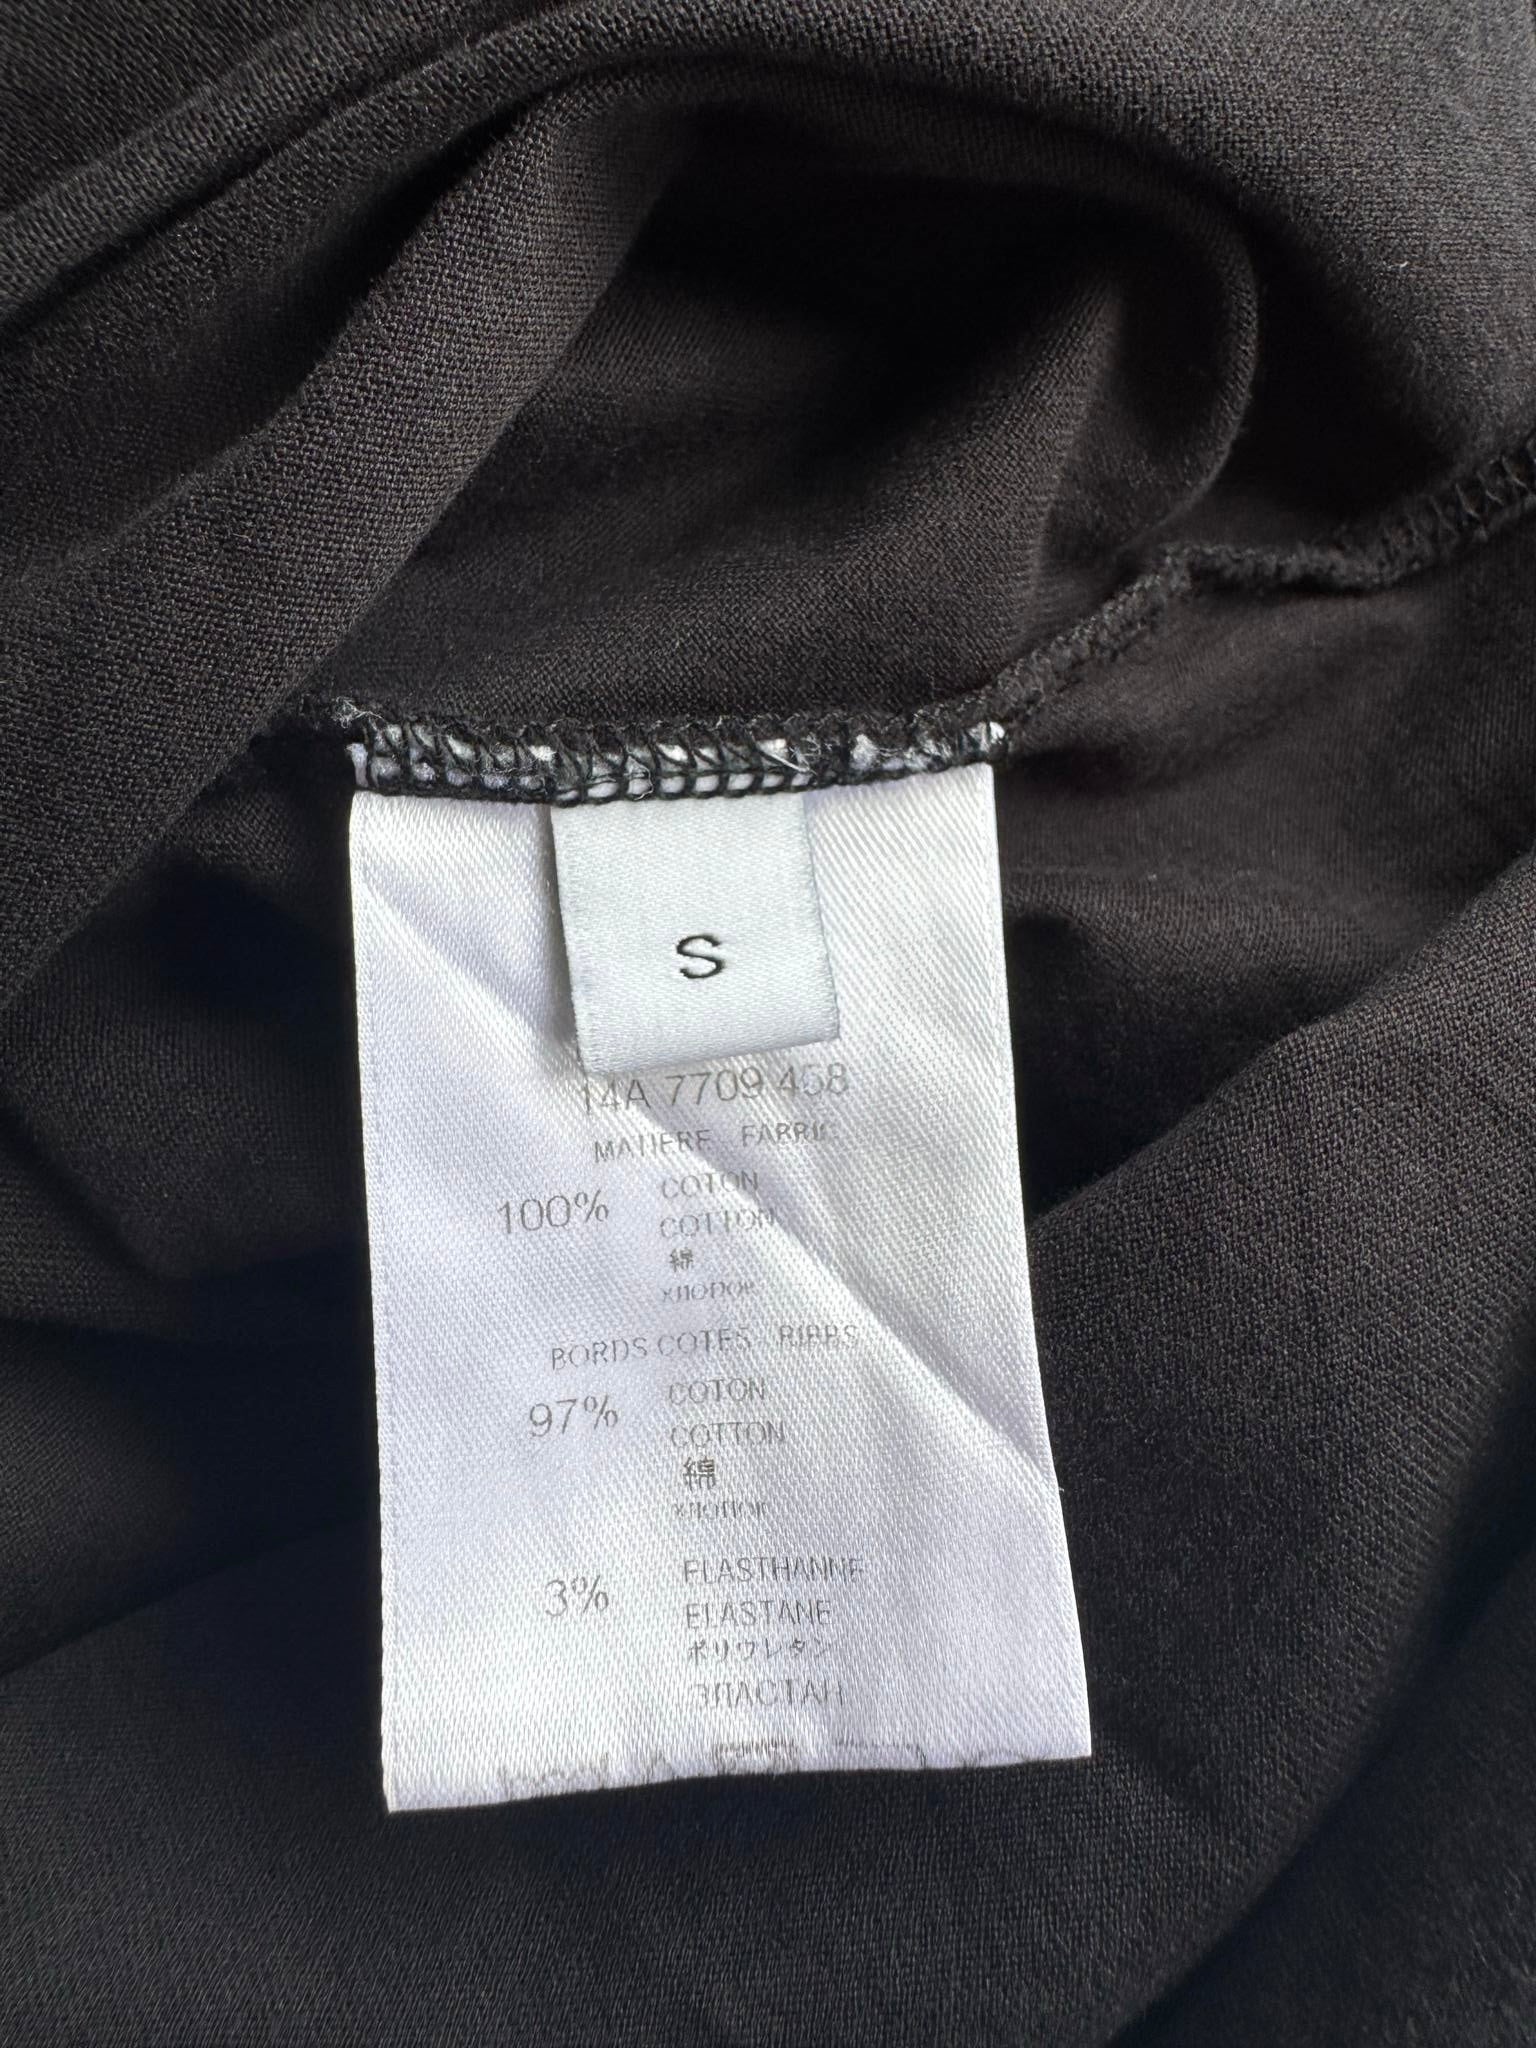 S
14A 7709 458
MATIERE FABRIC
100% COTON
COTTON
綿
хлопок
BORDS COTES - RIBBS
97% COTON
COTTON
綿
хлопок
3% ELASTHANNE
ELASTANE
ポリウレタン
ЭЛАСТАН